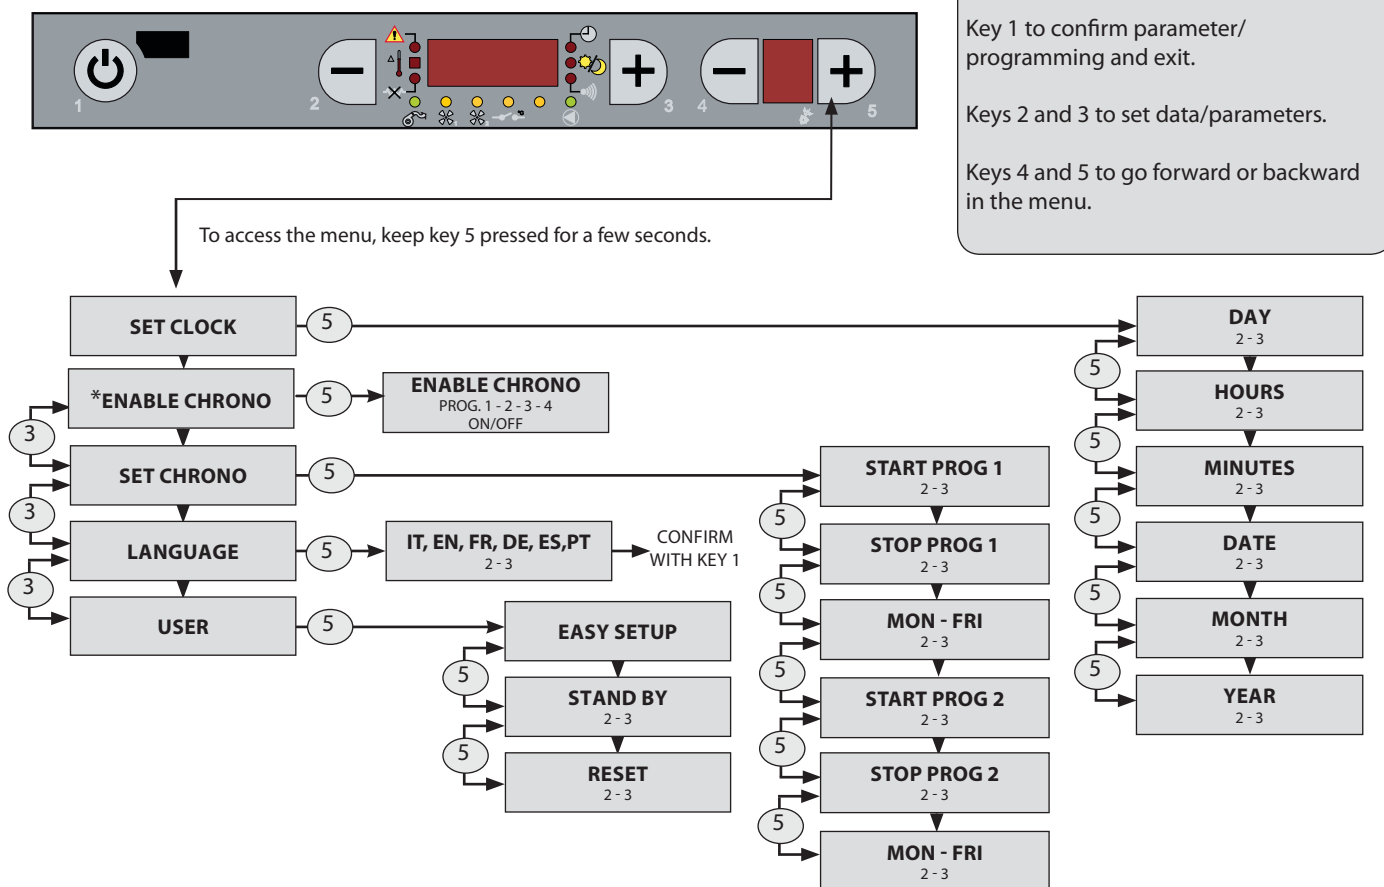 Key 1 to confirm parameter/
programming and exit.
Keys 2 and 3 to set data/parameters.
Keys 4 and 5 to go forward or backward
in the menu.
1
2
3
4
5
To access the menu, keep key 5 pressed for a few seconds.
SET CLOCK
5
*ENABLE CHRONO
5
ENABLE CHRONO
PROG. 1 - 2 - 3 - 4
ON/OFF
3
SET CHRONO
5
3
LANGUAGE
5
IT, EN, FR, DE, ES,PT
2 - 3
CONFIRM
WITH KEY 1
3
USER
5
EASY SETUP
5
STAND BY
2 - 3
5
RESET
2 - 3
START PROG 1
2 - 3
5
STOP PROG 1
2 - 3
5
MON - FRI
2 - 3
5
START PROG 2
2 - 3
5
STOP PROG 2
2 - 3
5
MON - FRI
2 - 3
DAY
2 - 3
5
HOURS
2 - 3
5
MINUTES
2 - 3
5
DATE
2 - 3
5
MONTH
2 - 3
5
YEAR
2 - 3